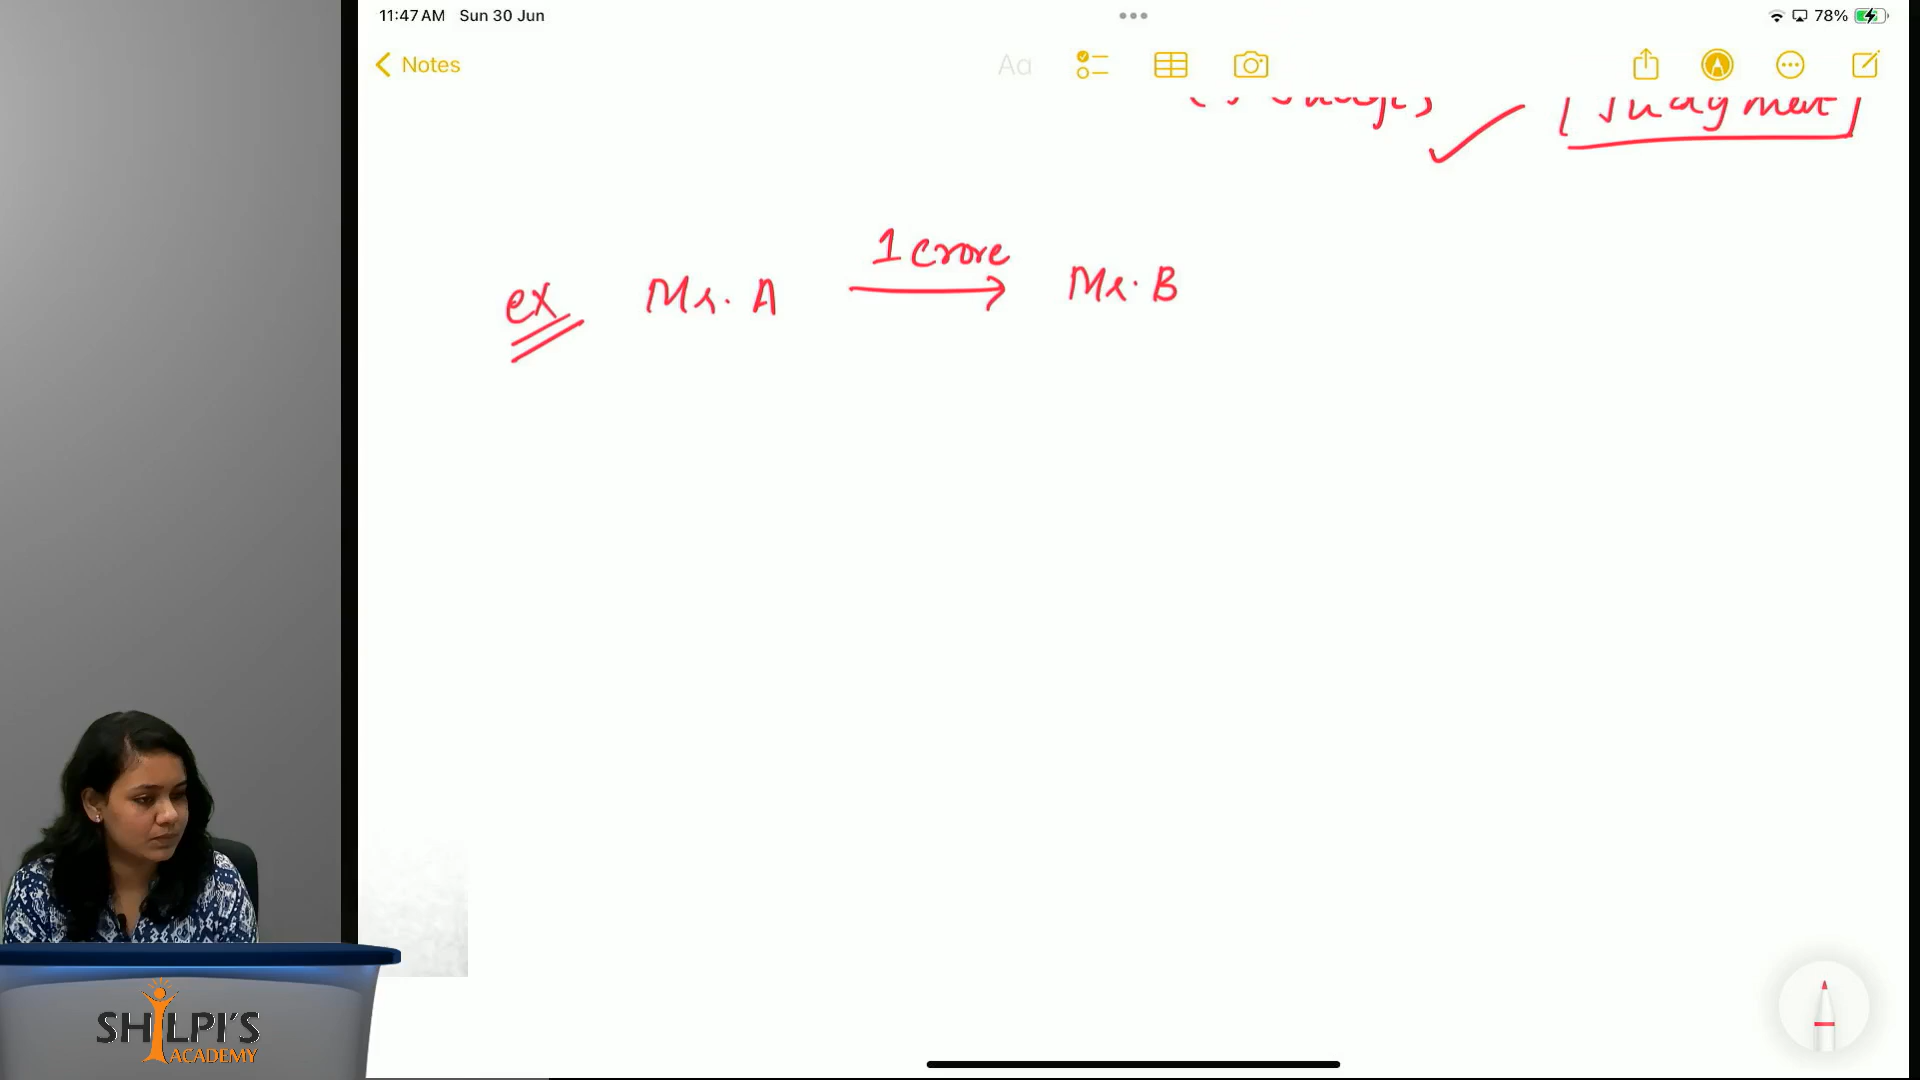 11:47 AM Sun 30 Jun
78%
Notes
Aa
[Judgment]
1 Crore
ex Mr. A → Mr. B
SHILPI'S
ACADEMY